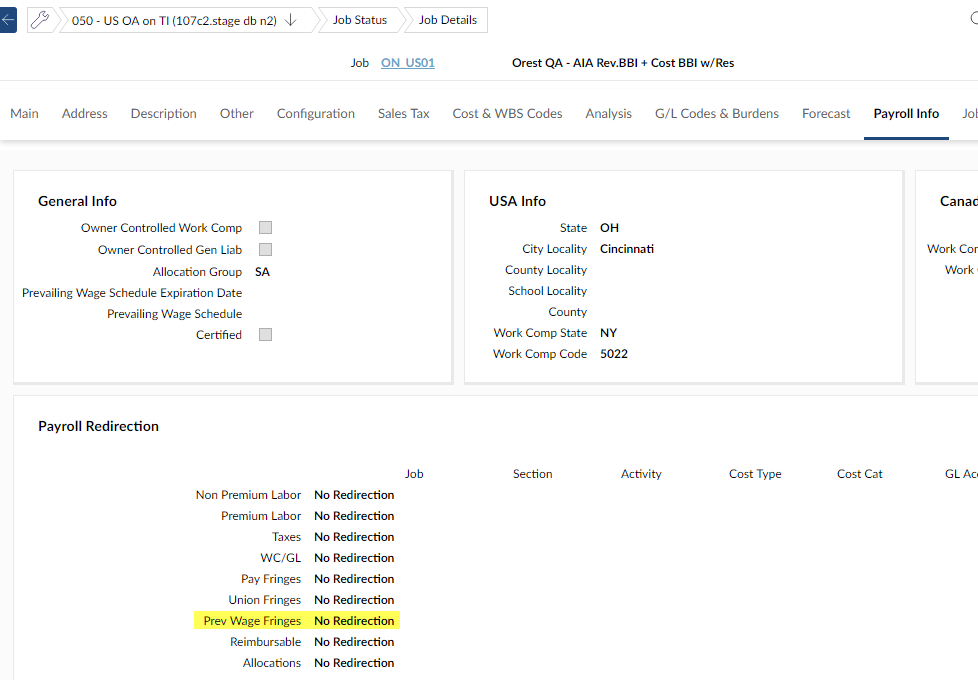 050 - US OA on TI (107c2.stage db n2) Job Status Job Details
Job ON_US01 Orest QA - AIA Rev.BBI + Cost BBI w/Res
Main Address Description Other Configuration Sales Tax Cost & WBS Codes Analysis G/L Codes & Burdens Forecast Payroll Info
General Info
Owner Controlled Work Comp
Owner Controlled Gen Liab
Allocation Group SA
Prevailing Wage Schedule Expiration Date
Prevailing Wage Schedule
Certified
USA Info
State OH
City Locality Cincinnati
County Locality
School Locality
County
Work Comp State NY
Work Comp Code 5022
Canad
Work Cor
Work
Payroll Redirection
Job Section Activity Cost Type Cost Cat GL Acc
Non Premium Labor No Redirection
Premium Labor No Redirection
Taxes No Redirection
WC/GL No Redirection
Pay Fringes No Redirection
Union Fringes No Redirection
Prev Wage Fringes No Redirection
Reimbursable No Redirection
Allocations No Redirection